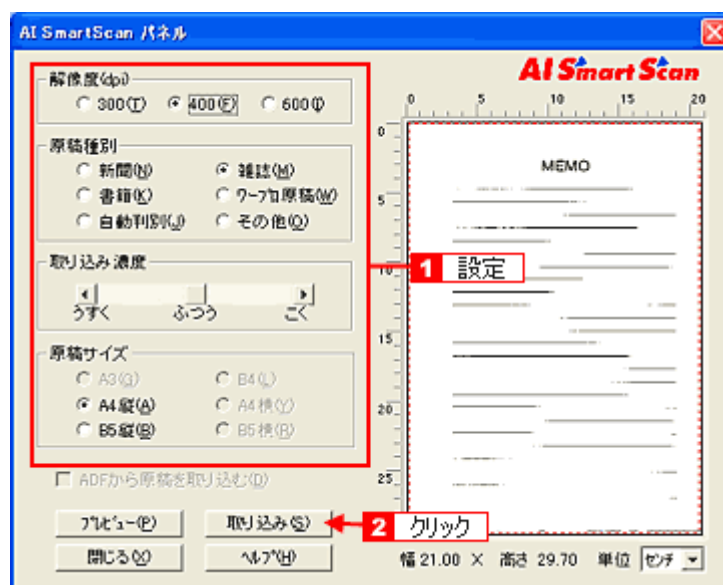 AI SmartScan パネル
AI Smart Scan
解像度(dpi)
300(T) 400(F) 600(I)
0 5 10 15 20
原稿種別
新聞(N) 雑誌(M)
書籍(K) ワープロ原稿(W)
自動判別(J) その他(O)
取り込み濃度
うすく ふつう こく
原稿サイズ
A3(G) B4(L)
A4縦(A) A4横(Y)
B5縦(B) B5横(R)
ADFから原稿を取り込む(D)
プレビュー(P) 取り込み(S)
閉じる(X) ヘルプ(H)
1 設定
2 クリック
0
5
10
15
20
25
MEMO
幅 21.00 × 高さ 29.70 単位 センチ